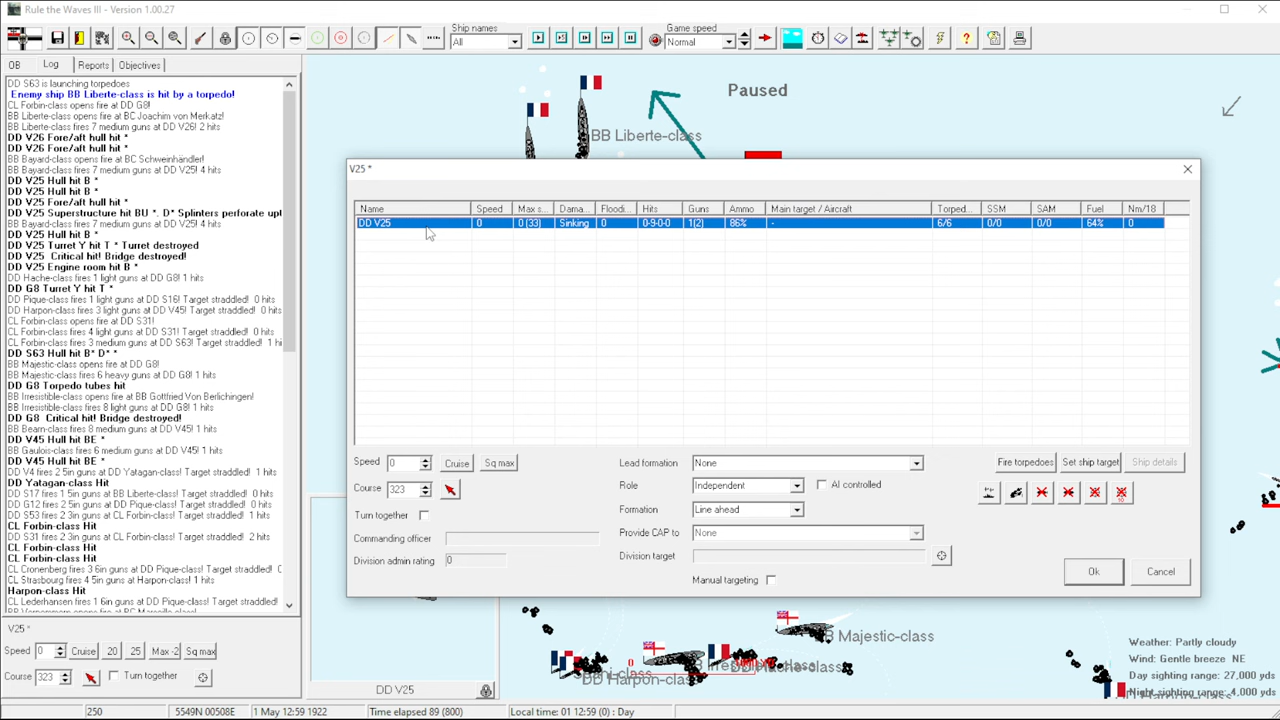 Rule the Waves III - Version 1.00.27
Ship names
All
Game speed
Normal
OB
Log
Reports
Objectives
DD S63 is launching torpedoes
Enemy ship BB Liberte-class is hit by a torpedo!
CL Forbin-class opens fire at DD G8!
BB Liberte-class opens fire at BC Joachim von Merkatz!
BB Liberte-class fires 7 medium guns at DD V26! 2 hits
DD V26 Fore/aft hull hit *
DD V26 Fore/aft hull hit *
BB Bayard-class opens fire at BC Schweinhändler!
BB Bayard-class fires 7 medium guns at DD V25! 4 hits
DD V25 Hull hit B *
DD V25 Hull hit B *
DD V25 Fore/aft hull hit *
BB Bayard-class fires 7 medium guns at DD V25! 4 hits
DD V25 Superstructure hit BU *, D* Splinters perforate upt
DD V25 Hull hit B *
DD V25 Turret Y hit T * Turret destroyed
DD V25 Critical hit! Bridge destroyed!
DD V25 Engine room hit B *
DD Hache-class fires 1 light guns at DD G8! 1 hits
DD G8 Turret Y hit T *
DD Pique-class fires 1 light guns at DD S16! Target straddled! 0 hits
DD Harpon-class fires 3 light guns at DD V45! Target straddled! 0 hits
CL Forbin-class opens fire at DD S31!
CL Forbin-class fires 4 light guns at DD S31! Target straddled! 0 hits
CL Forbin-class fires 3 medium guns at DD S63! Target straddled! 1 hi
DD S63 Hull hit B* D* *
BB Majestic-class opens fire at DD G8!
BB Majestic-class fires 6 heavy guns at DD G8! 1 hits
DD G8 Torpedo tubes hit
BB Irresistible-class opens fire at BB Gottfried Von Berlichingen!
BB Irresistible-class fires 8 light guns at DD G8! 1 hits
DD G8 Critical hit! Bridge destroyed!
DD V45 Hull hit BE *
BB Gaulois-class fires 6 medium guns at DD V45! 1 hits
DD V45 Hull hit BE *
DD V4 fires 2 5in guns at DD Yatagan-class! Target straddled! 1 hits
DD Yatagan-class Hit
DD S17 fires 1 5in guns at BB Liberte-class! Target straddled! 0 hits
DD G12 fires 2 5in guns at DD Pique-class! Target straddled! 0 hits
DD S53 fires 2 3in guns at CL Forbin-class! Target straddled! 1 hits
CL Forbin-class Hit
DD S31 fires 2 3in guns at CL Forbin-class! Target straddled! 2 hits
CL Forbin-class Hit
CL Forbin-class Hit
CL Cronenberg fires 3 6in guns at DD Pique-class! Target straddled! 0
CL Strasbourg fires 4 5in guns at Harpon-class! 1 hits
Harpon-class Hit
CL Lederhansen fires 1 6in guns at DD Pique-class! Target straddled! 0
V25 *
Speed
0
Cruise
20
25
Max -2
Sq max
Course
323
Turn together
Paused
BB Liberte-class
V25 *
Name Speed Max s... Dama... Floodi... Hits Guns Ammo Main target / Aircraft Torped... SSM SAM Fuel Nm/18
DD V25 0 0 (33) Sinking 0 0-9-0-0 1(2) 86% - 6/6 0/0 0/0 64% 0
Speed 0 Cruise Sq max
Course 323
Turn together
Commanding officer
Division admin rating 0
Lead formation None
Role Independent AI controlled
Formation Line ahead
Provide CAP to None
Division target
Manual targeting
Fire torpedoes Set ship target Ship details
Ok Cancel
DD V25
B Majestic-class
DD Harpon-class
Weather: Partly cloudy
Wind: Gentle breeze NE
Day sighting range: 27,000 yds
Night sighting range: 4,000 yds
250
5549N 00508E
1 May 12:59 1922
Time elapsed 89 (800)
Local time: 01 12:59 (0) : Day